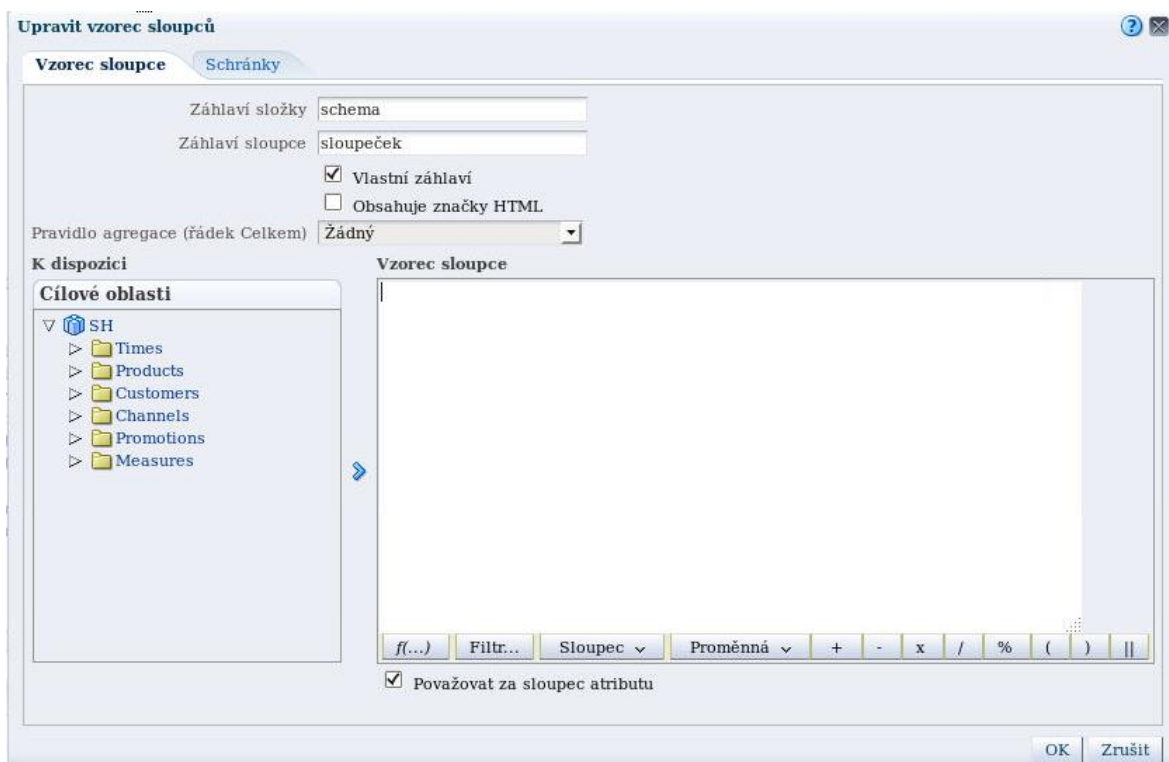 Upravit vzorec sloupců
Vzorec sloupce Schránky
Záhlaví složky schema
Záhlaví sloupce sloupeček
Vlastní záhlaví
Obsahuje značky HTML
Pravidlo agregace (řádek Celkem) Žádný
K dispozici
Vzorec sloupce
Cílové oblasti
SH
Times
Products
Customers
Channels
Promotions
Measures
f(...) Filtr... Sloupec Proměnná + - x / % ( ) ||
Považovat za sloupec atributu
OK Zrušit